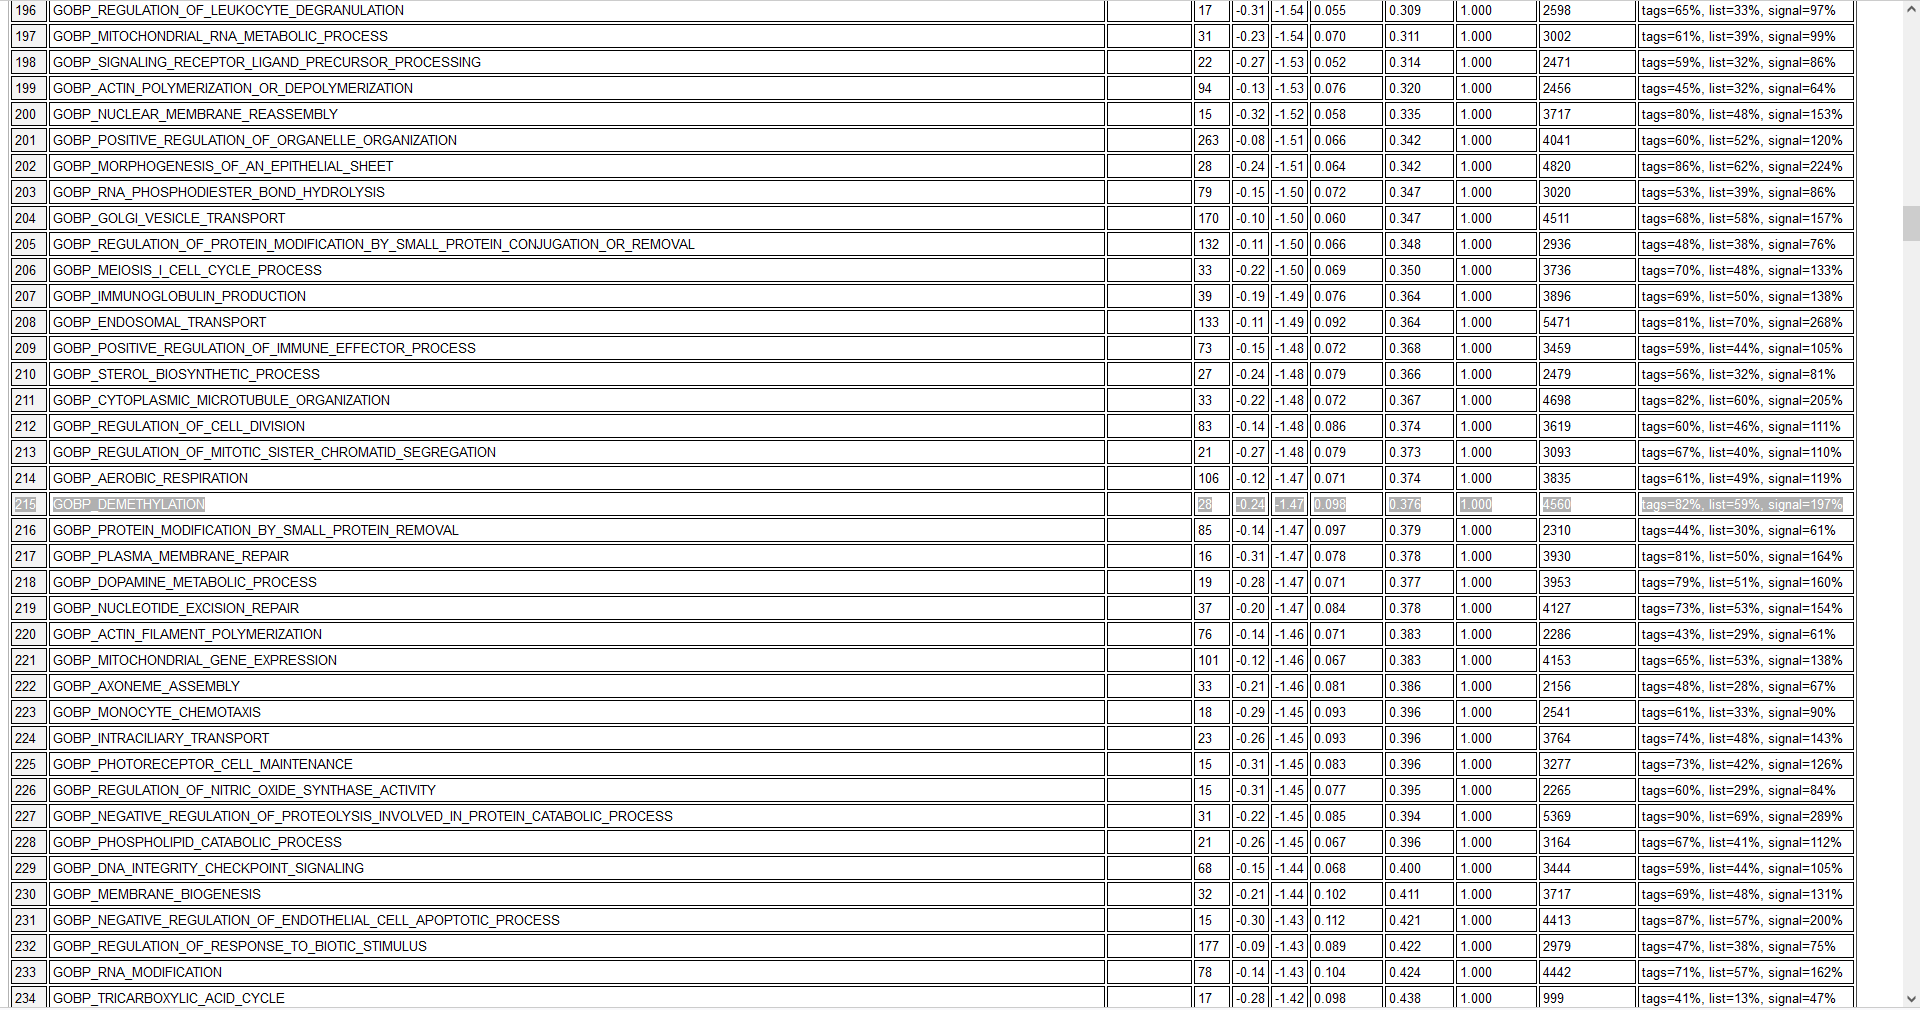 196 GOBP_REGULATION_OF_LEUKOCYTE_DEGRANULATION 17 -0.31 -1.54 0.055 0.309 1.000 2598 tags=65%, list=33%, signal=97%
197 GOBP_MITOCHONDRIAL_RNA_METABOLIC_PROCESS 31 -0.23 -1.54 0.070 0.311 1.000 3002 tags=61%, list=39%, signal=99%
198 GOBP_SIGNALING_RECEPTOR_LIGAND_PRECURSOR_PROCESSING 22 -0.27 -1.53 0.052 0.314 1.000 2471 tags=59%, list=32%, signal=86%
199 GOBP_ACTIN_POLYMERIZATION_OR_DEPOLYMERIZATION 94 -0.13 -1.53 0.076 0.320 1.000 2456 tags=45%, list=32%, signal=64%
200 GOBP_NUCLEAR_MEMBRANE_REASSEMBLY 15 -0.32 -1.52 0.058 0.335 1.000 3717 tags=80%, list=48%, signal=153%
201 GOBP_POSITIVE_REGULATION_OF_ORGANELLE_ORGANIZATION 263 -0.08 -1.51 0.066 0.342 1.000 4041 tags=60%, list=52%, signal=120%
202 GOBP_MORPHOGENESIS_OF_AN_EPITHELIAL_SHEET 28 -0.24 -1.51 0.064 0.342 1.000 4820 tags=86%, list=62%, signal=224%
203 GOBP_RNA_PHOSPHODIESTER_BOND_HYDROLYSIS 79 -0.15 -1.50 0.072 0.347 1.000 3020 tags=53%, list=39%, signal=86%
204 GOBP_GOLGI_VESICLE_TRANSPORT 170 -0.10 -1.50 0.060 0.347 1.000 4511 tags=68%, list=58%, signal=157%
205 GOBP_REGULATION_OF_PROTEIN_MODIFICATION_BY_SMALL_PROTEIN_CONJUGATION_OR_REMOVAL 132 -0.11 -1.50 0.066 0.348 1.000 2936 tags=48%, list=38%, signal=76%
206 GOBP_MEIOSIS_I_CELL_CYCLE_PROCESS 33 -0.22 -1.50 0.069 0.350 1.000 3736 tags=70%, list=48%, signal=133%
207 GOBP_IMMUNOGLOBULIN_PRODUCTION 39 -0.19 -1.49 0.076 0.364 1.000 3896 tags=69%, list=50%, signal=138%
208 GOBP_ENDOSOMAL_TRANSPORT 133 -0.11 -1.49 0.092 0.364 1.000 5471 tags=81%, list=70%, signal=268%
209 GOBP_POSITIVE_REGULATION_OF_IMMUNE_EFFECTOR_PROCESS 73 -0.15 -1.48 0.072 0.368 1.000 3459 tags=59%, list=44%, signal=105%
210 GOBP_STEROL_BIOSYNTHETIC_PROCESS 27 -0.24 -1.48 0.079 0.366 1.000 2479 tags=56%, list=32%, signal=81%
211 GOBP_CYTOPLASMIC_MICROTUBULE_ORGANIZATION 33 -0.22 -1.48 0.072 0.367 1.000 4698 tags=82%, list=60%, signal=205%
212 GOBP_REGULATION_OF_CELL_DIVISION 83 -0.14 -1.48 0.086 0.374 1.000 3619 tags=60%, list=46%, signal=111%
213 GOBP_REGULATION_OF_MITOTIC_SISTER_CHROMATID_SEGREGATION 21 -0.27 -1.48 0.079 0.373 1.000 3093 tags=67%, list=40%, signal=110%
214 GOBP_AEROBIC_RESPIRATION 106 -0.12 -1.47 0.071 0.374 1.000 3835 tags=61%, list=49%, signal=119%
215 GOBP_DEMETHYLATION 28 -0.24 -1.47 0.098 0.376 1.000 4560 tags=82%, list=59%, signal=197%
216 GOBP_PROTEIN_MODIFICATION_BY_SMALL_PROTEIN_REMOVAL 85 -0.14 -1.47 0.097 0.379 1.000 2310 tags=44%, list=30%, signal=61%
217 GOBP_PLASMA_MEMBRANE_REPAIR 16 -0.31 -1.47 0.078 0.378 1.000 3930 tags=81%, list=50%, signal=164%
218 GOBP_DOPAMINE_METABOLIC_PROCESS 19 -0.28 -1.47 0.071 0.377 1.000 3953 tags=79%, list=51%, signal=160%
219 GOBP_NUCLEOTIDE_EXCISION_REPAIR 37 -0.20 -1.47 0.084 0.378 1.000 4127 tags=73%, list=53%, signal=154%
220 GOBP_ACTIN_FILAMENT_POLYMERIZATION 76 -0.14 -1.46 0.071 0.383 1.000 2286 tags=43%, list=29%, signal=61%
221 GOBP_MITOCHONDRIAL_GENE_EXPRESSION 101 -0.12 -1.46 0.067 0.383 1.000 4153 tags=65%, list=53%, signal=138%
222 GOBP_AXONEME_ASSEMBLY 33 -0.21 -1.46 0.081 0.386 1.000 2156 tags=48%, list=28%, signal=67%
223 GOBP_MONOCYTE_CHEMOTAXIS 18 -0.29 -1.45 0.093 0.396 1.000 2541 tags=61%, list=33%, signal=90%
224 GOBP_INTRACILIARY_TRANSPORT 23 -0.26 -1.45 0.093 0.396 1.000 3764 tags=74%, list=48%, signal=143%
225 GOBP_PHOTORECEPTOR_CELL_MAINTENANCE 15 -0.31 -1.45 0.083 0.396 1.000 3277 tags=73%, list=42%, signal=126%
226 GOBP_REGULATION_OF_NITRIC_OXIDE_SYNTHASE_ACTIVITY 15 -0.31 -1.45 0.077 0.395 1.000 2265 tags=60%, list=29%, signal=84%
227 GOBP_NEGATIVE_REGULATION_OF_PROTEOLYSIS_INVOLVED_IN_PROTEIN_CATABOLIC_PROCESS 31 -0.22 -1.45 0.085 0.394 1.000 5369 tags=90%, list=69%, signal=289%
228 GOBP_PHOSPHOLIPID_CATABOLIC_PROCESS 21 -0.26 -1.45 0.067 0.396 1.000 3164 tags=67%, list=41%, signal=112%
229 GOBP_DNA_INTEGRITY_CHECKPOINT_SIGNALING 68 -0.15 -1.44 0.068 0.400 1.000 3444 tags=59%, list=44%, signal=105%
230 GOBP_MEMBRANE_BIOGENESIS 32 -0.21 -1.44 0.102 0.411 1.000 3717 tags=69%, list=48%, signal=131%
231 GOBP_NEGATIVE_REGULATION_OF_ENDOTHELIAL_CELL_APOPTOTIC_PROCESS 15 -0.30 -1.43 0.112 0.421 1.000 4413 tags=87%, list=57%, signal=200%
232 GOBP_REGULATION_OF_RESPONSE_TO_BIOTIC_STIMULUS 177 -0.09 -1.43 0.089 0.422 1.000 2979 tags=47%, list=38%, signal=75%
233 GOBP_RNA_MODIFICATION 78 -0.14 -1.43 0.104 0.424 1.000 4442 tags=71%, list=57%, signal=162%
234 GOBP_TRICARBOXYLIC_ACID_CYCLE 17 -0.28 -1.42 0.098 0.438 1.000 999 tags=41%, list=13%, signal=47%